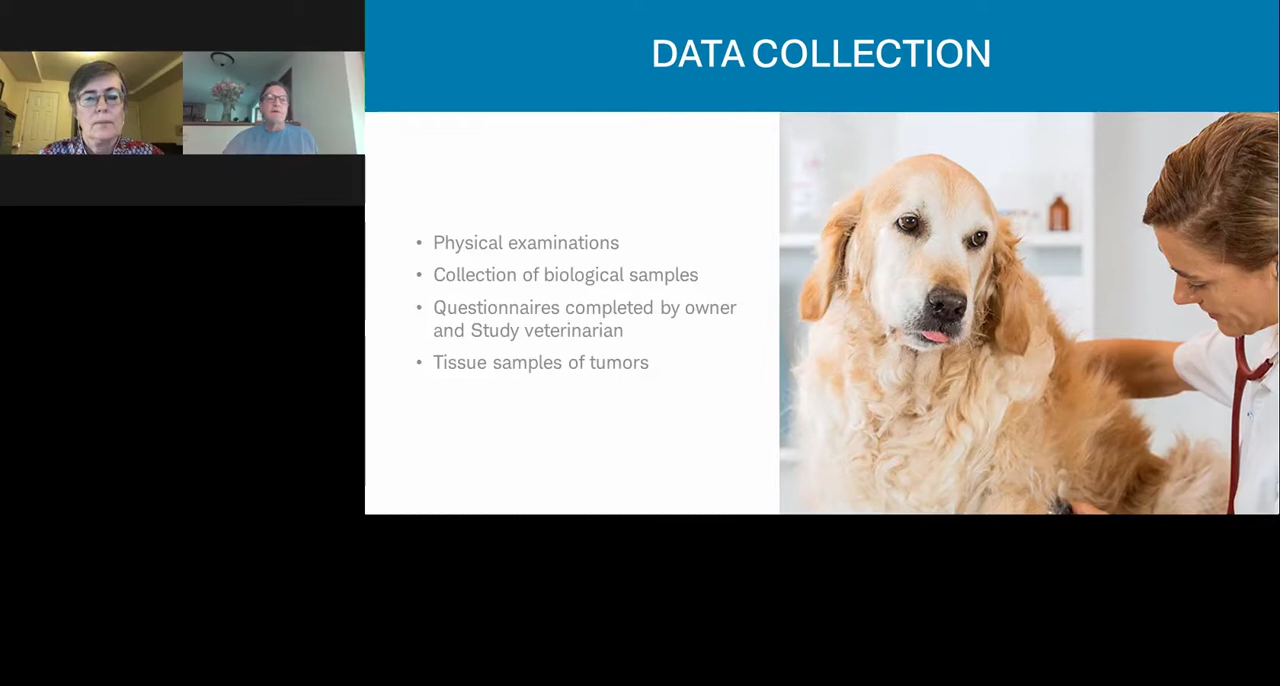 DATA COLLECTION
• Physical examinations
• Collection of biological samples
• Questionnaires completed by owner
and Study veterinarian
• Tissue samples of tumors